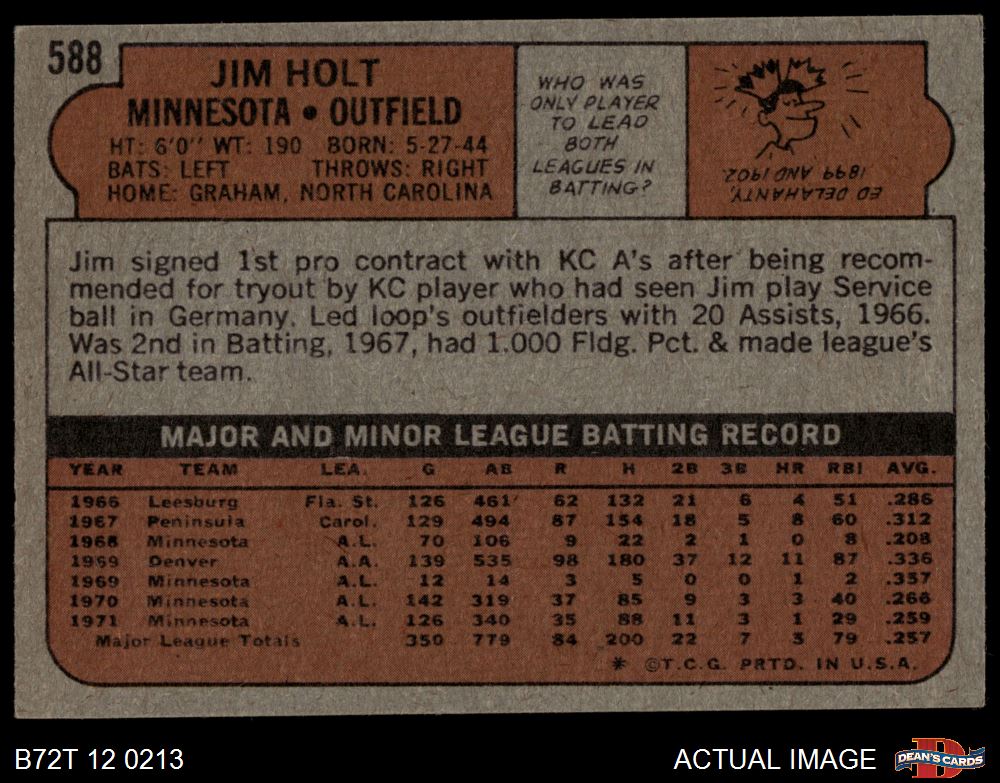 588
JIM HOLT
MINNESOTA • OUTFIELD
HT: 6'0" WT: 190 BORN: 5-27-44
BATS: LEFT THROWS: RIGHT
HOME: GRAHAM, NORTH CAROLINA
WHO WAS
ONLY PLAYER
TO LEAD
BOTH
LEAGUES IN
BATTING?
ED DELAHANTY,
1899 AND 1902.
Jim signed 1st pro contract with KC A's after being recom-
mended for tryout by KC player who had seen Jim play Service
ball in Germany. Led loop's outfielders with 20 Assists, 1966.
Was 2nd in Batting, 1967, had 1.000 Fldg. Pct. & made league's
All-Star team.
MAJOR AND MINOR LEAGUE BATTING RECORD
YEAR TEAM LEA. G AB R H 2B 3B HR RBI AVG.
1966 Leesburg Fla. St. 126 461 62 132 21 6 4 51 .286
1967 Peninsula Carol. 129 494 87 154 18 5 8 60 .312
1968 Minnesota A.L. 70 106 9 22 2 1 0 8 .208
1969 Denver A.A. 139 535 98 180 37 12 11 87 .336
1969 Minnesota A.L. 12 14 3 5 0 0 1 2 .357
1970 Minnesota A.L. 142 319 37 85 9 3 3 40 .266
1971 Minnesota A.L. 126 340 35 88 11 3 1 29 .259
Major League Totals 350 779 84 200 22 7 5 79 .257
* ©T.C.G. PRTD. IN U.S.A.
B72T 12 0213
ACTUAL IMAGE
D
DEAN'S CARDS